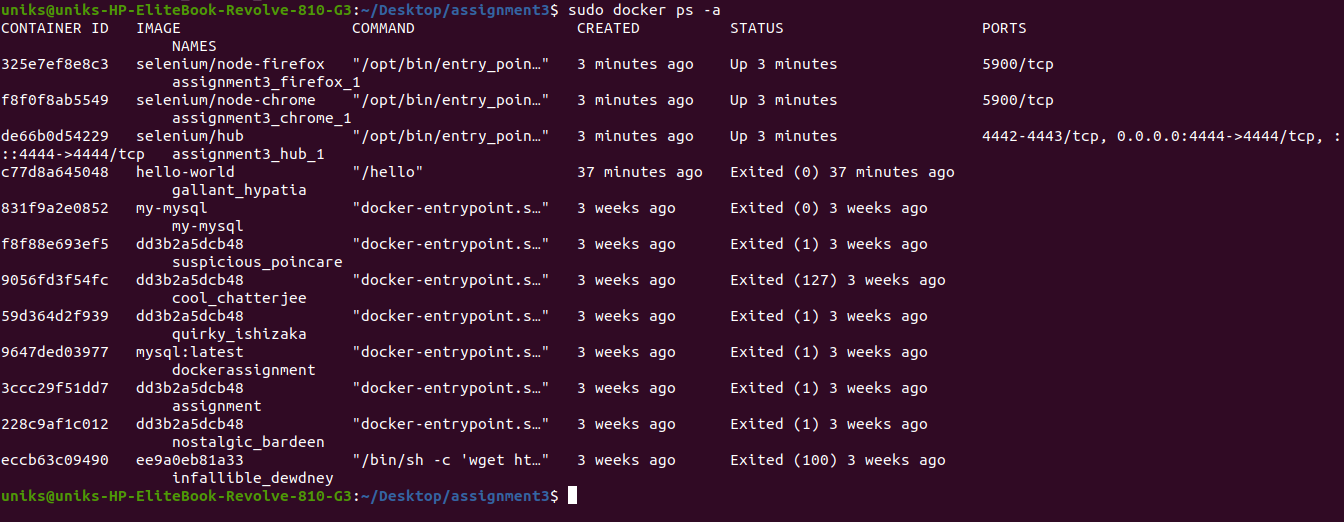 uniks@uniks-HP-EliteBook-Revolve-810-G3:~/Desktop/assignment3$ sudo docker ps -a
CONTAINER ID   IMAGE                   COMMAND                  CREATED          STATUS                      PORTS
                   NAMES
325e7ef8e8c3   selenium/node-firefox   "/opt/bin/entry_poin…"   3 minutes ago    Up 3 minutes                5900/tcp
                   assignment3_firefox_1
f8f0f8ab5549   selenium/node-chrome    "/opt/bin/entry_poin…"   3 minutes ago    Up 3 minutes                5900/tcp
                   assignment3_chrome_1
de66b0d54229   selenium/hub            "/opt/bin/entry_poin…"   3 minutes ago    Up 3 minutes                4442-4443/tcp, 0.0.0.0:4444->4444/tcp, :
::4444->4444/tcp   assignment3_hub_1
c77d8a645048   hello-world             "/hello"                 37 minutes ago   Exited (0) 37 minutes ago
                   gallant_hypatia
831f9a2e0852   my-mysql                "docker-entrypoint.s…"   3 weeks ago      Exited (0) 3 weeks ago
                   my-mysql
f8f88e693ef5   dd3b2a5dcb48            "docker-entrypoint.s…"   3 weeks ago      Exited (1) 3 weeks ago
                   suspicious_poincare
9056fd3f54fc   dd3b2a5dcb48            "docker-entrypoint.s…"   3 weeks ago      Exited (127) 3 weeks ago
                   cool_chatterjee
59d364d2f939   dd3b2a5dcb48            "docker-entrypoint.s…"   3 weeks ago      Exited (1) 3 weeks ago
                   quirky_ishizaka
9647ded03977   mysql:latest            "docker-entrypoint.s…"   3 weeks ago      Exited (1) 3 weeks ago
                   dockerassignment
3ccc29f51dd7   dd3b2a5dcb48            "docker-entrypoint.s…"   3 weeks ago      Exited (1) 3 weeks ago
                   assignment
228c9af1c012   dd3b2a5dcb48            "docker-entrypoint.s…"   3 weeks ago      Exited (1) 3 weeks ago
                   nostalgic_bardeen
eccb63c09490   ee9a0eb81a33            "/bin/sh -c 'wget ht…"   3 weeks ago      Exited (100) 3 weeks ago
                   infallible_dewdney
uniks@uniks-HP-EliteBook-Revolve-810-G3:~/Desktop/assignment3$